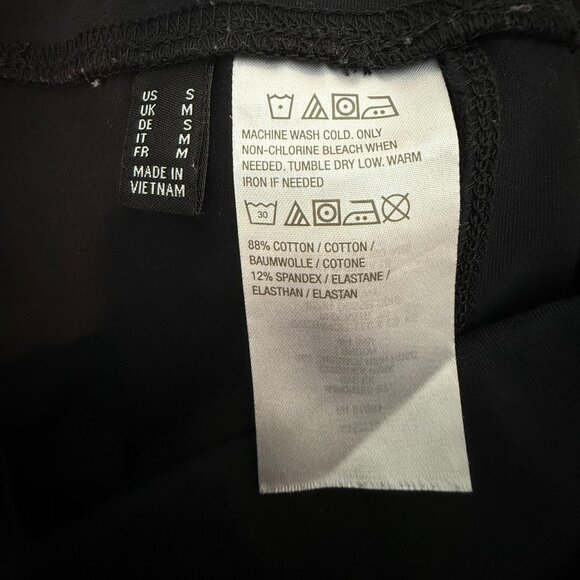 US S
UK M
DE S
IT M
FR M
MADE IN
VIETNAM
MACHINE WASH COLD. ONLY
NON-CHLORINE BLEACH WHEN
NEEDED. TUMBLE DRY LOW. WARM
IRON IF NEEDED
30
88% COTTON / COTTON /
BAUMWOLLE / COTONE
12% SPANDEX / ELASTANE /
ELASTHAN / ELASTAN